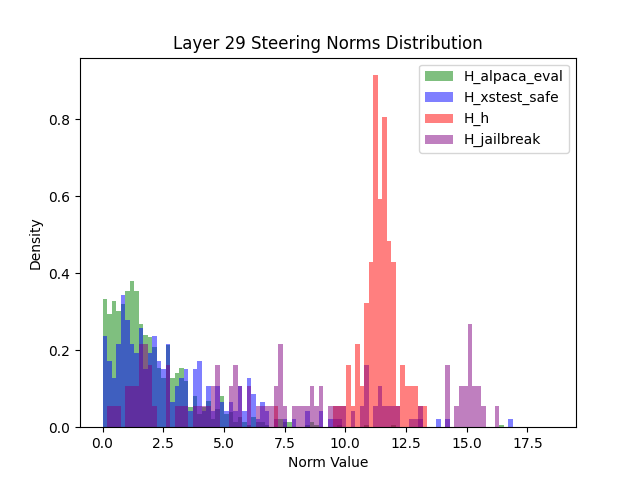 Layer 29 Steering Norms Distribution
H_alpaca_eval
H_xstest_safe
H_h
H_jailbreak
Density
0.8
0.6
0.4
0.2
0.0
0.0 2.5 5.0 7.5 10.0 12.5 15.0 17.5
Norm Value